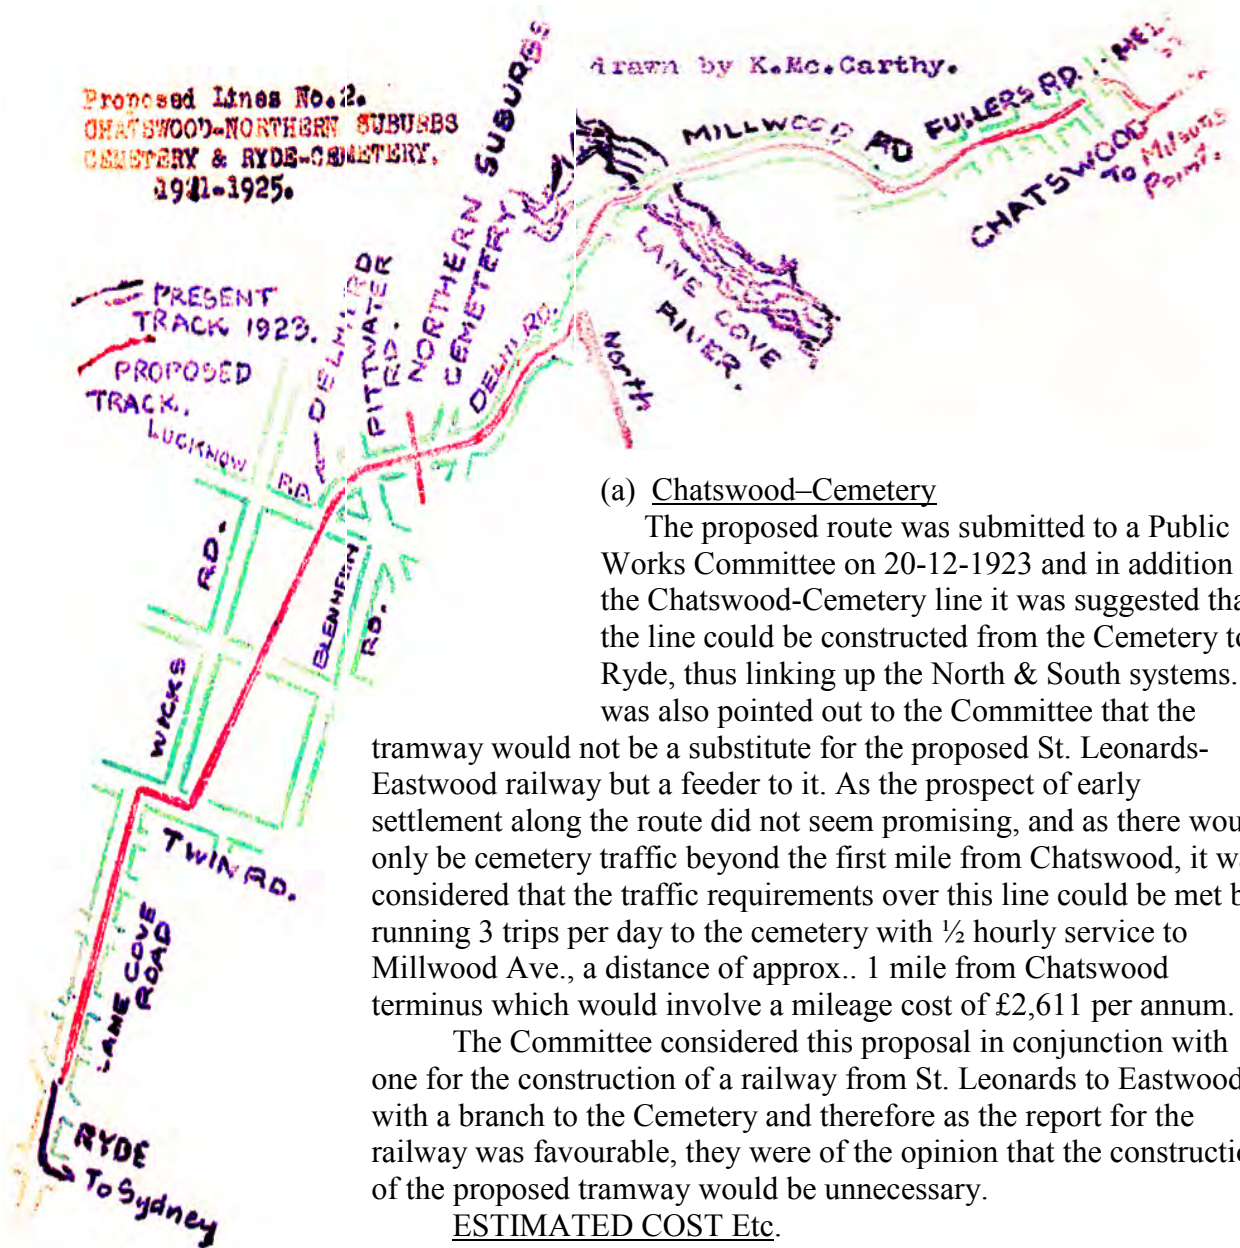 drawn by K.Mc.Carthy.
Proposed Lines No.2.
CHATSWOOD-NORTHERN SUBURBS
CEMETERY & RYDE-CEMETERY.
1921-1925.
PRESENT
TRACK 1923.
PROPOSED
TRACK.
LUCKNOW RD
DELHI RD
PITTWATER
RD.
NORTHERN SUBURBS
CEMETERY
DELHI RD.
MILLWOOD RD
FULLERS RD.
CHATSWOOD
To Milsons
Point.
LANE COVE
RIVER.
North
WICKS RD.
BLENHEIM
RD.
TWIN RD.
LANE COVE
ROAD
RYDE
To Sydney
(a) Chatswood–Cemetery
The proposed route was submitted to a Public
Works Committee on 20-12-1923 and in addition
the Chatswood-Cemetery line it was suggested
the line could be constructed from the Cemetery
Ryde, thus linking up the North & South systems.
was also pointed out to the Committee that the
tramway would not be a substitute for the proposed St. Leonards-
Eastwood railway but a feeder to it. As the prospect of early
settlement along the route did not seem promising, and as there
only be cemetery traffic beyond the first mile from Chatswood, it
considered that the traffic requirements over this line could be met
running 3 trips per day to the cemetery with ½ hourly service to
Millwood Ave., a distance of approx.. 1 mile from Chatswood
terminus which would involve a mileage cost of £2,611 per annum.
The Committee considered this proposal in conjunction with
one for the construction of a railway from St. Leonards to Eastwood
with a branch to the Cemetery and therefore as the report for the
railway was favourable, they were of the opinion that the
of the proposed tramway would be unnecessary.
ESTIMATED COST Etc.